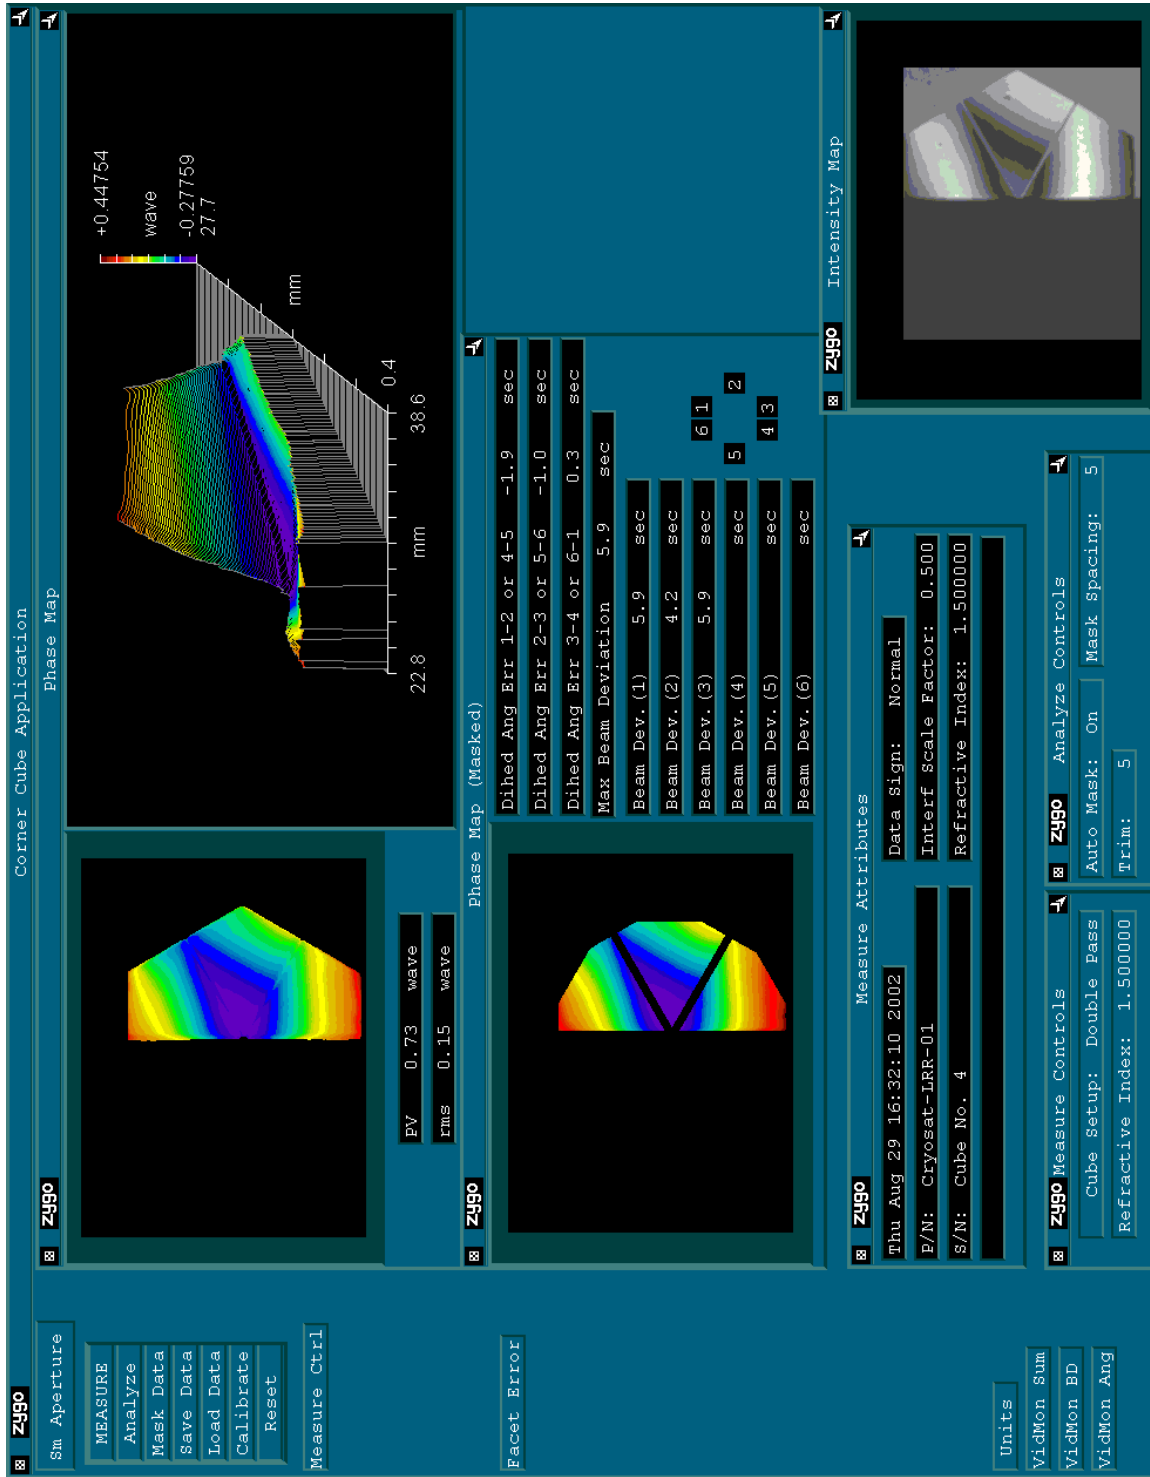 zygo
Corner Cube Application
Sm Aperture
MEASURE
Analyze
Mask Data
Save Data
Load Data
Calibrate
Reset
Measure Ctrl
Facet Error
Units
VidMon Sum
VidMon BD
VidMon Ang
zygo
Phase Map
PV 0.73 wave
rms 0.15 wave
+0.44754
wave
-0.27759
27.7
mm
0.4
38.6
mm
22.8
zygo
Phase Map (Masked)
Dihed Ang Err 1-2 or 4-5 -1.9 sec
Dihed Ang Err 2-3 or 5-6 -1.0 sec
Dihed Ang Err 3-4 or 6-1 0.3 sec
Max Beam Deviation 5.9 sec
Beam Dev.(1) 5.9 sec
Beam Dev.(2) 4.2 sec
Beam Dev.(3) 5.9 sec
Beam Dev.(4) sec
Beam Dev.(5) sec
Beam Dev.(6) sec
6 1
5 2
4 3
zygo
Measure Attributes
Thu Aug 29 16:32:10 2002
Data Sign: Normal
P/N: Cryosat-LRR-01
Interf Scale Factor: 0.500
S/N: Cube No. 4
Refractive Index: 1.500000
zygo
Measure Controls
Cube Setup: Double Pass
Refractive Index: 1.500000
zygo
Analyze Controls
Auto Mask: On
Mask Spacing: 5
Trim: 5
zygo
Intensity Map